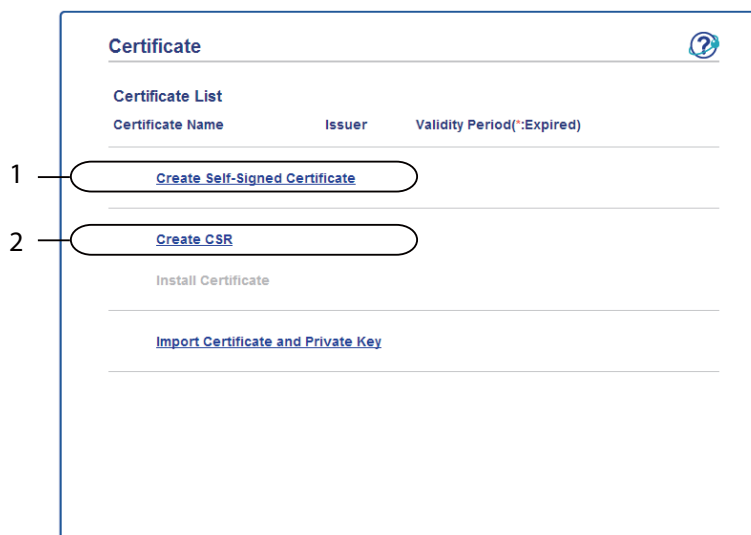 Certificate
?
Certificate List
Certificate Name Issuer Validity Period(*:Expired)
1 Create Self-Signed Certificate
2 Create CSR
Install Certificate
Import Certificate and Private Key